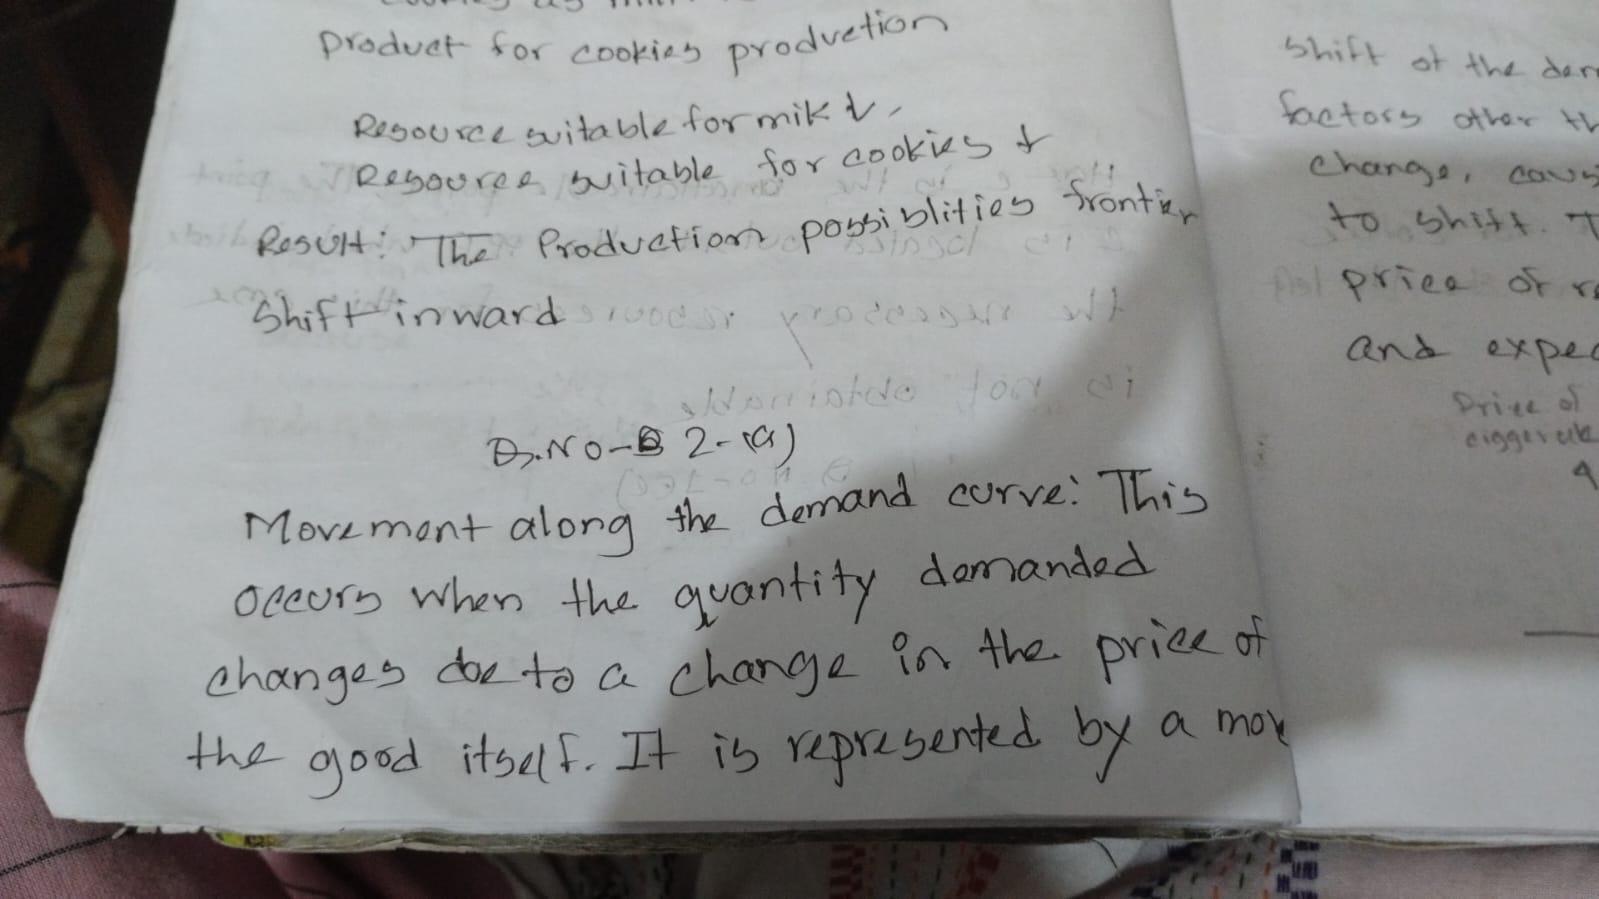 product for cookies production
Resource suitable for mik ↓,
Resource suitable for cookies ↓
Result: The Production possiblities frontier
Shift inward
Q.NO-2-(a)
Movement along the demand curve: This
occurs when the quantity demanded
changes due to a change in the price of
the good itself. It is represented by a mov
shift of the dem
factors other th
change, caus
to shift. T
price of re
and expec
Price of